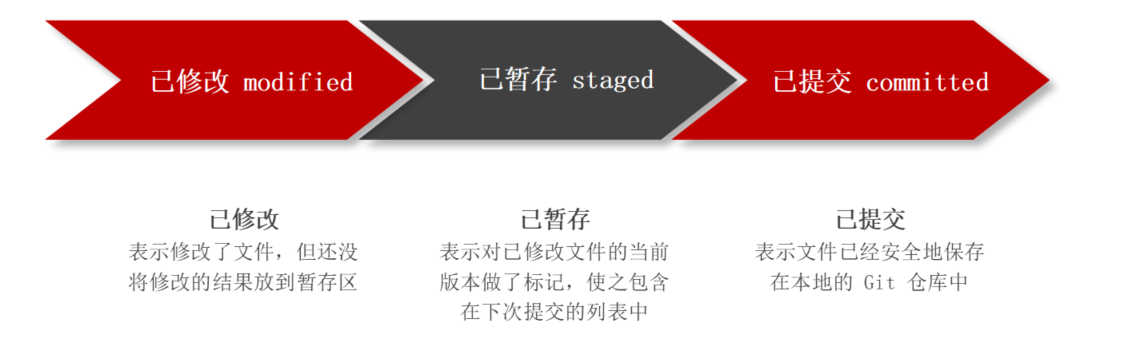 已修改 modified
已暂存 staged
已提交 committed
已修改
表示修改了文件，但还没
将修改的结果放到暂存区
已暂存
表示对已修改文件的当前
版本做了标记，使之包含
在下次提交的列表中
已提交
表示文件已经安全地保存
在本地的 Git 仓库中